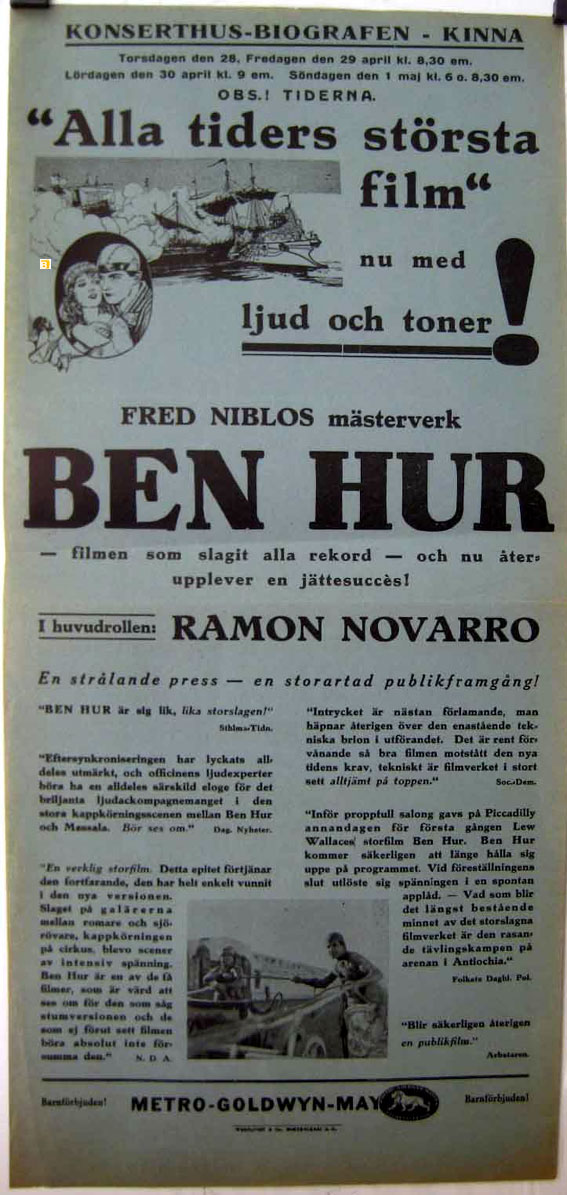 KONSERTHUS-BIOGRAFEN - KINNA
Torsdagen den 28, Fredagen den 29 april kl. 8,30 em.
Lördagen den 30 april kl. 9 em. Söndagen den 1 maj kl. 6 o. 8,30 em.
OBS.! TIDERNA.
“Alla tiders största
film“
nu med
ljud och toner!
FRED NIBLOS mästerverk
BEN HUR
— filmen som slagit alla rekord — och nu åter-
upplever en jättesuccès!
I huvudrollen: RAMON NOVARRO
En strålande press — en storartad publikframgång!
“BEN HUR är sig lik, lika storslagen!“
Sthlms-Tidn.
“Eftersynkroniseringen har lyckats all-
deles utmärkt, och officinens ljudexperter
böra ha en alldeles särskild eloge för det
briljanta ljudackompagnemanget i den
stora kappkörningsscenen mellan Ben Hur
och Messala. Bör ses om.“ Dag. Nyheter.
“En verklig storfilm. Detta epitet förtjänar
den fortfarande, den har helt enkelt vunnit
i den nya versionen.
Slaget på galärerna
mellan romare och sjö-
rövare, kappkörningen
på cirkus, blevo scener
av intensiv spänning.
Ben Hur är en av de få
filmer, som är värd att
ses om för den som såg
stumversionen och de
som ej förut sett filmen
böra absolut inte för-
summa den.“ N. D. A.
“Intrycket är nästan förlamande, man
häpnar återigen över den enastående tek-
niska brion i utförandet. Det är rent för-
vånande så bra filmen motstått den nya
tidens krav, tekniskt är filmverket i stort
sett alltjämt på toppen.“ Soc.-Dem.
“Inför proppfull salong gavs på Piccadilly
annandagen för första gången Lew
Wallaces storfilm Ben Hur. Ben Hur
kommer säkerligen att länge hålla sig
uppe på programmet. Vid föreställningens
slut utlöste sig spänningen i en spontan
applåd. — Vad som blir
det längst bestående
minnet av det storslagna
filmverket är den rasan-
de tävlingskampen på
arenan i Antiochia.“
Folkets Dagbl. Pol.
“Blir säkerligen återigen
en publikfilm.“
Arbetaren.
Barnförbjuden! METRO-GOLDWYN-MAY Barnförbjuden!